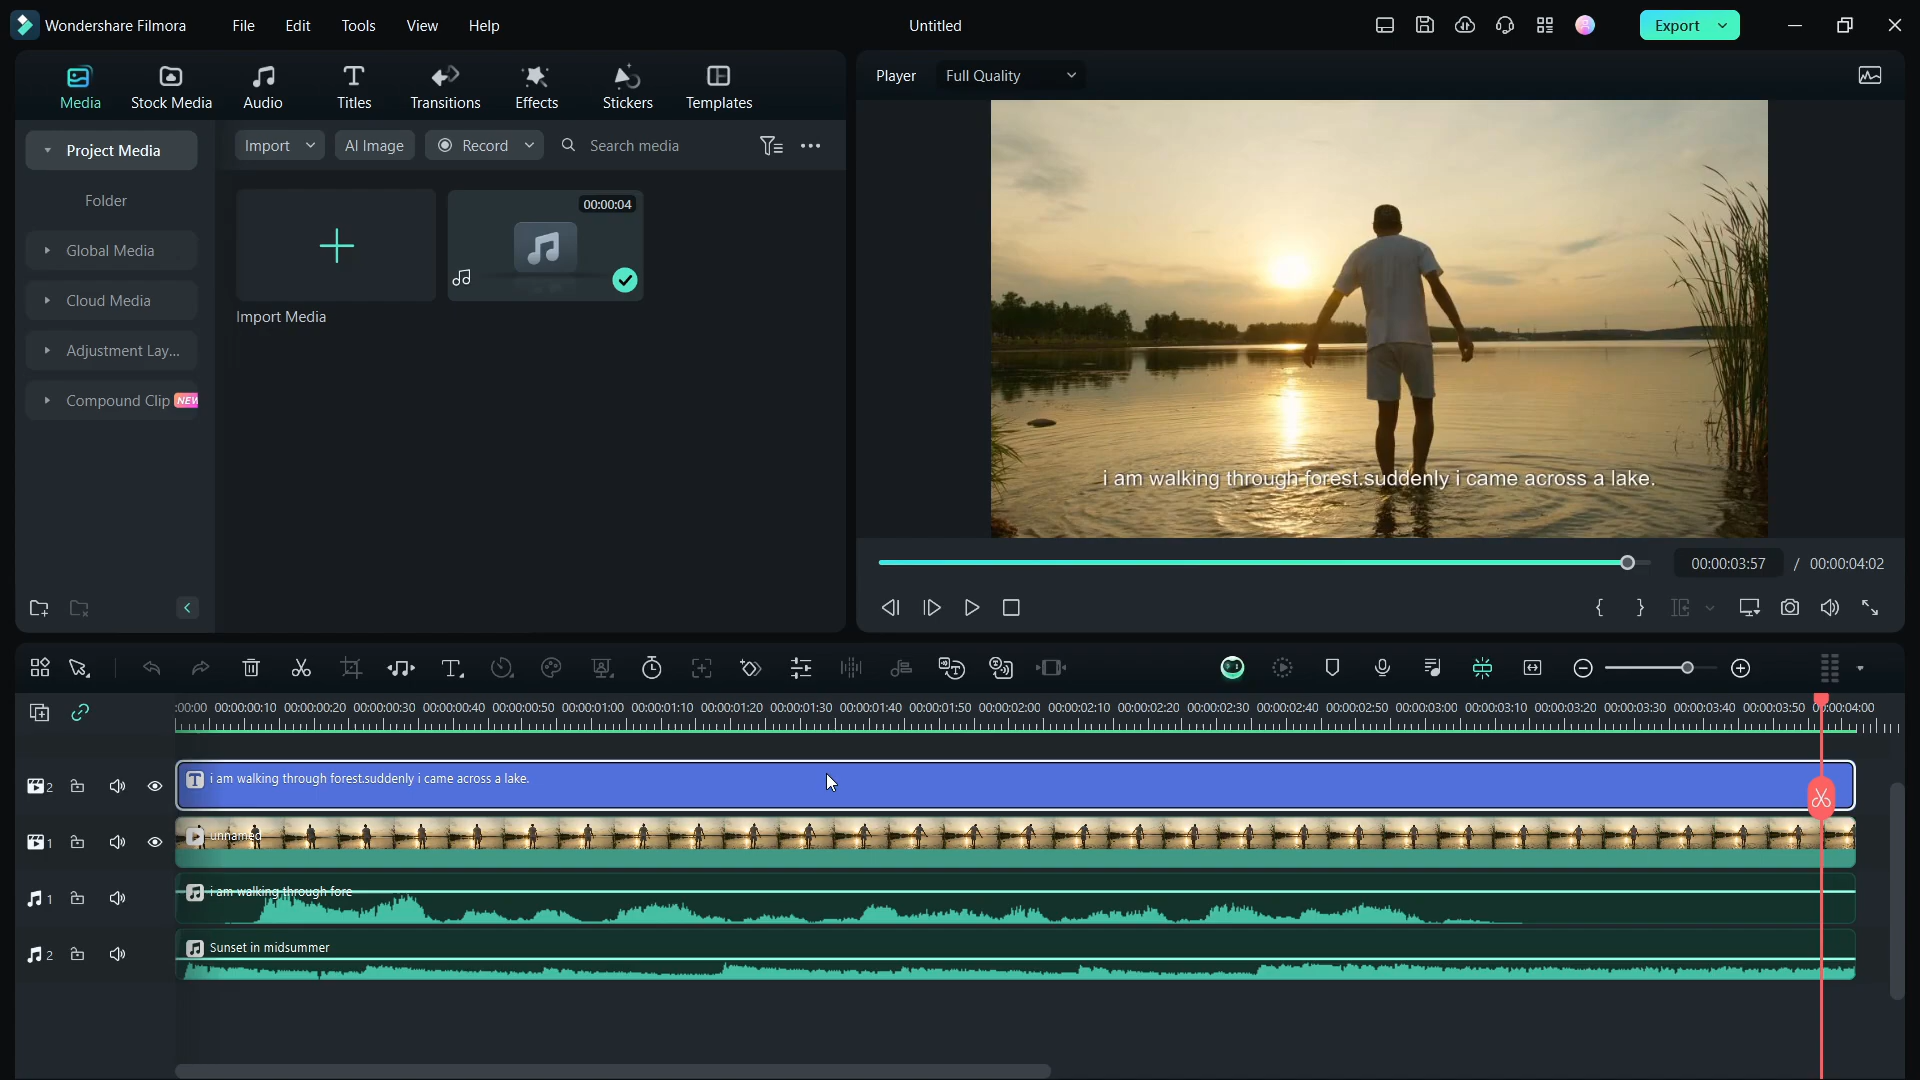 Wondershare Filmora File Edit Tools View Help Untitled Export
Media Stock Media Audio Titles Transitions Effects Stickers Templates
Player Full Quality
Project Media
Import AI Image Record Search media
Folder
Global Media
Cloud Media
Adjustment Lay...
Compound Clip NEW
00:00:04
Import Media
i am walking through forest.suddenly i came across a lake.
00:00:03:57 / 00:00:04:02
:00:00 00:00:00:10 00:00:00:20 00:00:00:30 00:00:00:40 00:00:00:50 00:00:01:00 00:00:01:10 00:00:01:20 00:00:01:30 00:00:01:40 00:00:01:50 00:00:02:00 00:00:02:10 00:00:02:20 00:00:02:30 00:00:02:40 00:00:02:50 00:00:03:00 00:00:03:10 00:00:03:20 00:00:03:30 00:00:03:40 00:00:03:50 00:00:04:00
2 i am walking through forest.suddenly i came across a lake.
1 unnamed
1 i am walking through fore
2 Sunset in midsummer